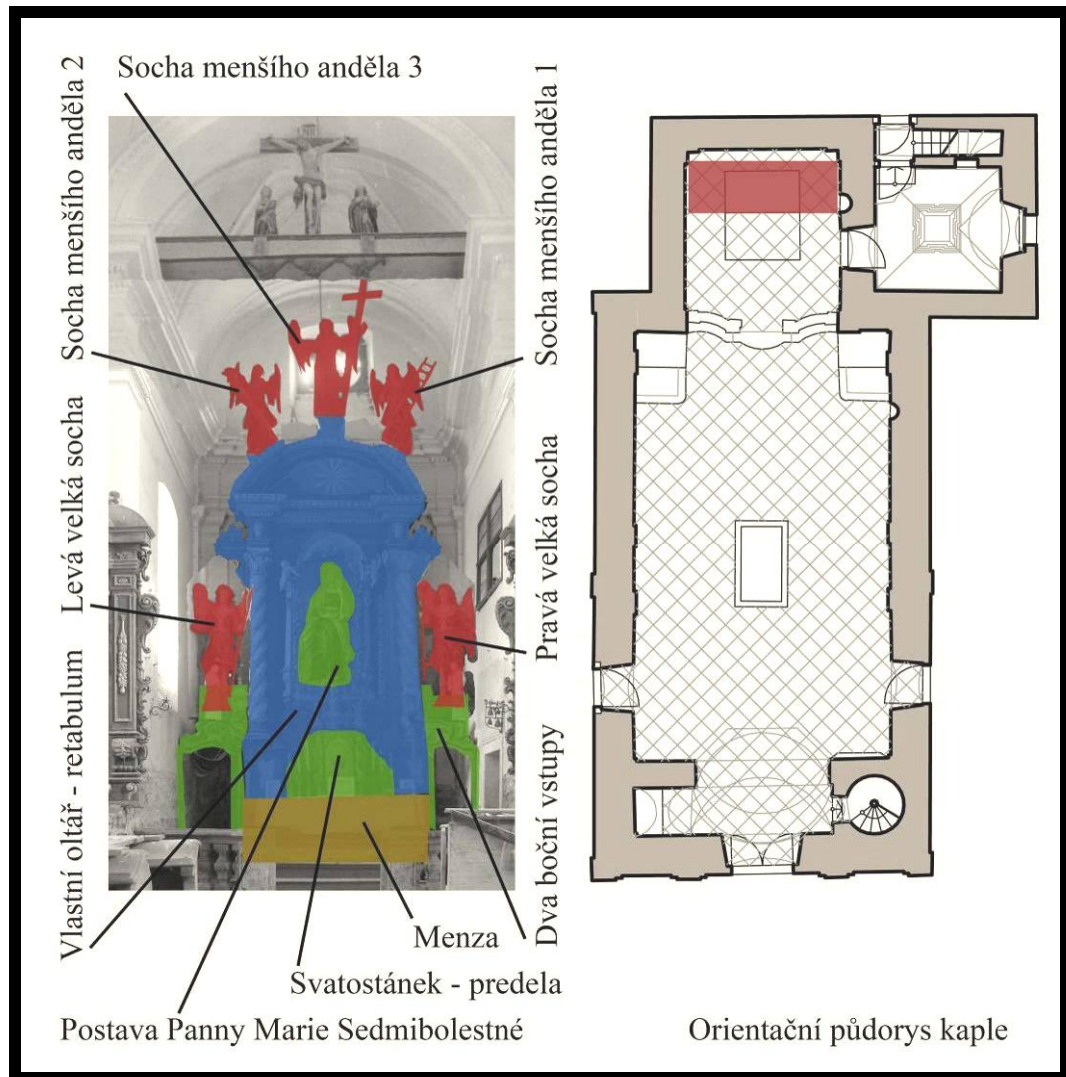 Socha menšího anděla 3
Socha menšího anděla 2
Socha menšího anděla 1
Levá velká socha
Pravá velká socha
Vlastní oltář - retabulum
Dva boční vstupy
Menza
Svatostánek - predela
Postava Panny Marie Sedmibolestné
Orientační půdorys kaple